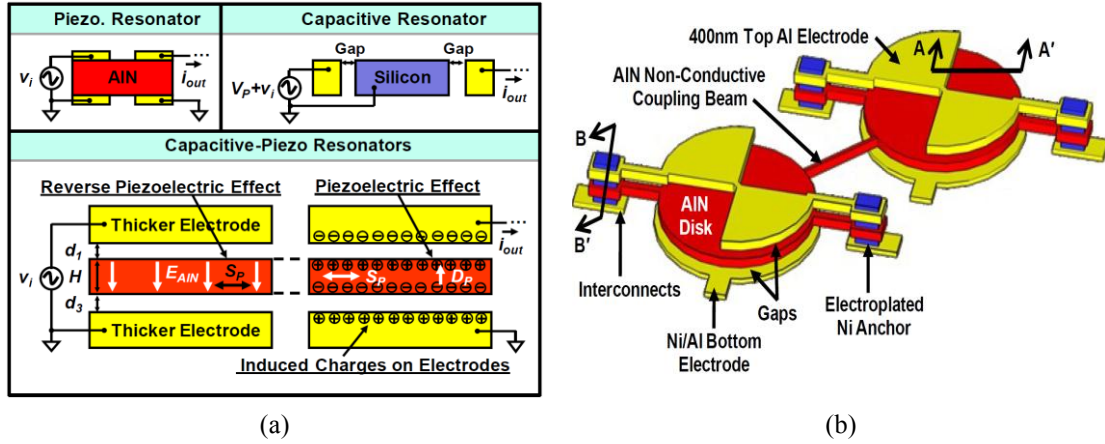 Piezo. Resonator
Capacitive Resonator
v_i
AlN
i_out
Gap
Gap
V_P+v_i
Silicon
i_out
Capacitive-Piezo Resonators
Reverse Piezoelectric Effect
Piezoelectric Effect
Thicker Electrode
i_out
d_1
v_i
H
E_AlN
S_P
S_P
D_P
d_3
Thicker Electrode
Induced Charges on Electrodes
(a)
400nm Top Al Electrode
A
A'
AlN Non-Conductive
Coupling Beam
B
B'
AlN
Disk
Interconnects
Gaps
Electroplated
Ni Anchor
Ni/Al Bottom
Electrode
(b)